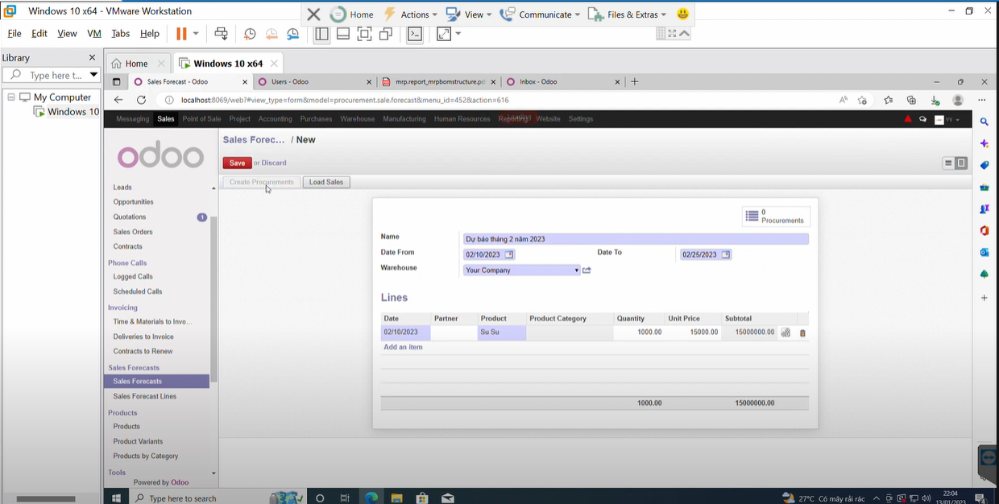 Windows 10 x64 - VMware Workstation
Home Actions View Communicate Files & Extras
File Edit View VM Tabs Help
Library
Type here t...
My Computer
Windows 10
Home
Windows 10 x64
Sales Forecast - Odoo
Users - Odoo
mrp.report_mrpbomstructure.pd
Inbox - Odoo
localhost:8069/web?#view_type=form&model=procurement.sale.forecast&menu_id=452&action=616
Messaging Sales Point of Sale Project Accounting Purchases Warehouse Manufacturing Human Resources Reporting Website Settings
Loading
odoo
Leads
Opportunities
Quotations 1
Sales Orders
Contracts
Phone Calls
Logged Calls
Scheduled Calls
Invoicing
Time & Materials to Invo...
Deliveries to Invoice
Contracts to Renew
Sales Forecasts
Sales Forecasts
Sales Forecast Lines
Products
Products
Product Variants
Products by Category
Tools
Powered by Odoo
Sales Forec... / New
Save or Discard
Create Procurements Load Sales
0
Procurements
Name Dự báo tháng 2 năm 2023
Date From 02/10/2023 Date To 02/25/2023
Warehouse Your Company
Lines
Date Partner Product Product Category Quantity Unit Price Subtotal
02/10/2023 Su Su 1000.00 15000.00 15000000.00
Add an item
1000.00 15000000.00
Type here to search
27°C Có mây rải rác
22:04
13/01/2023